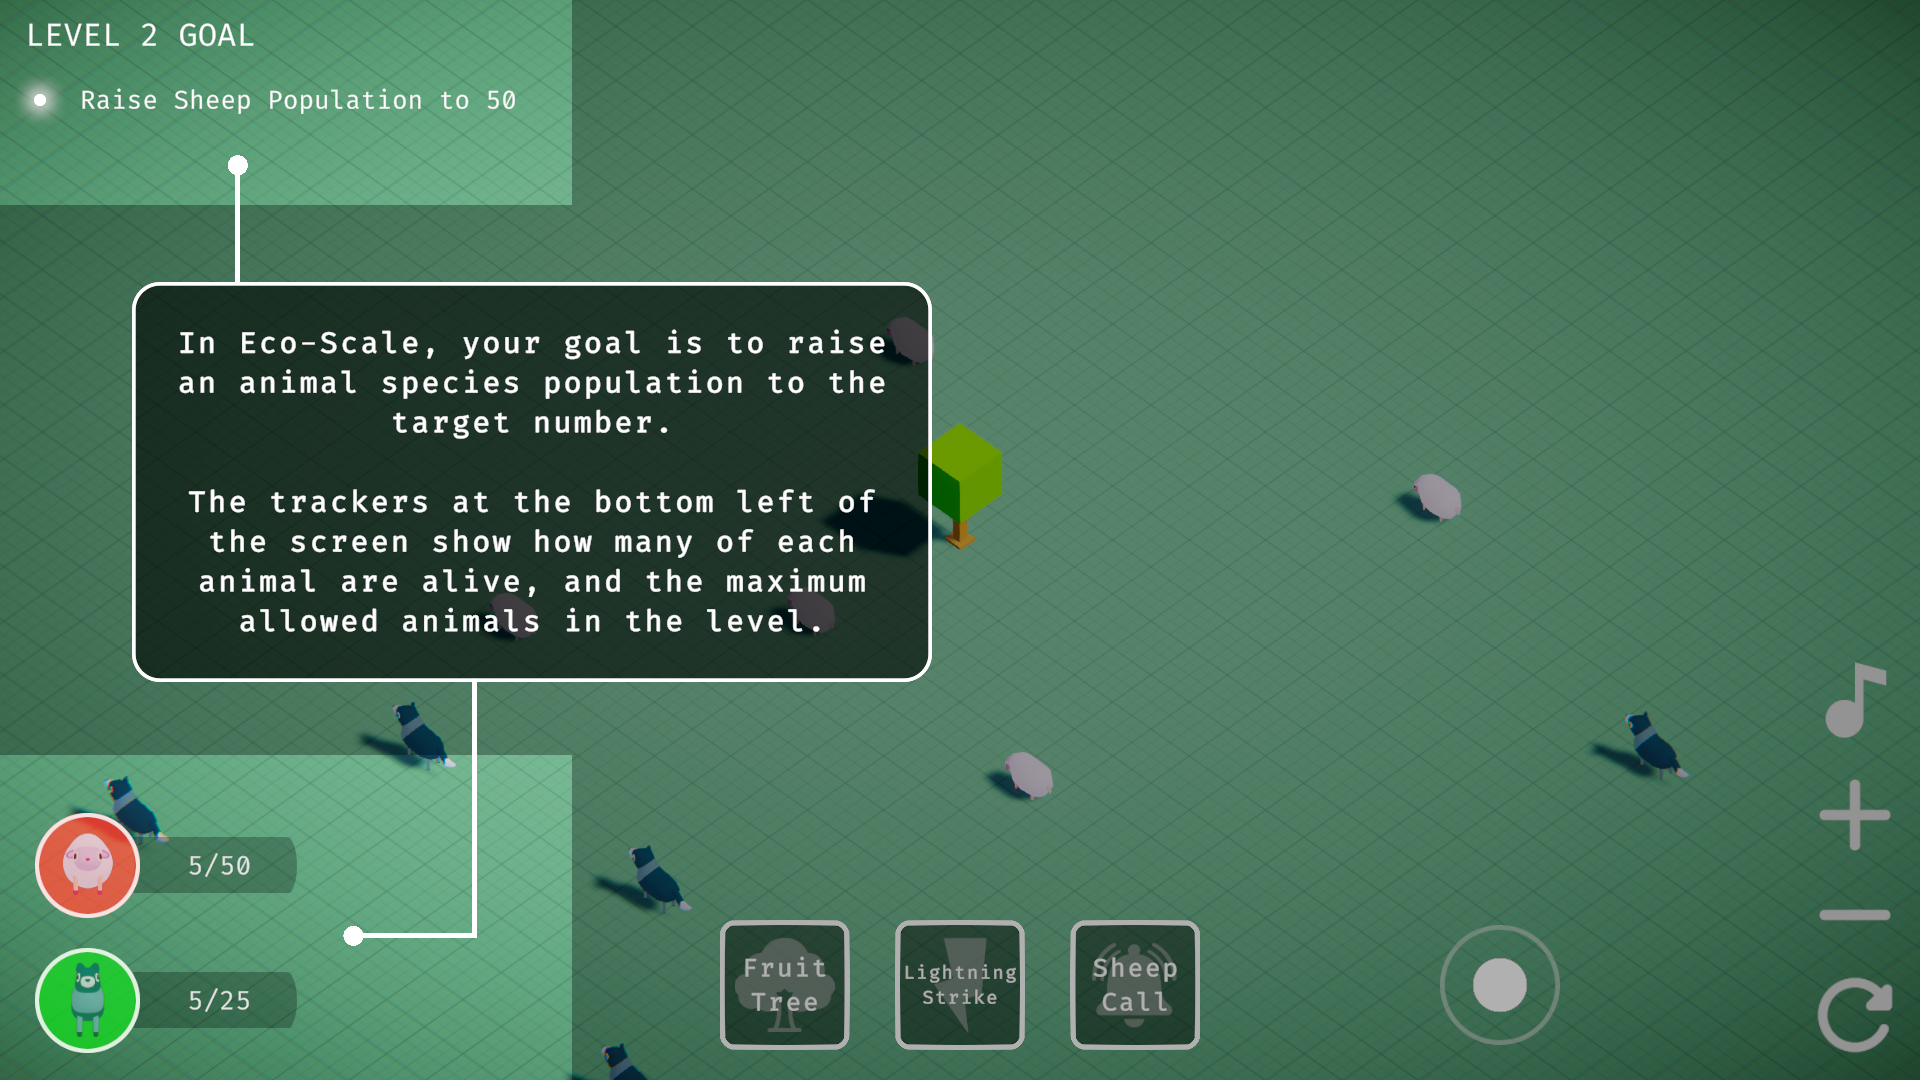 LEVEL 2 GOAL
Raise Sheep Population to 50
In Eco-Scale, your goal is to raise
an animal species population to the
target number.
The trackers at the bottom left of
the screen show how many of each
animal are alive, and the maximum
allowed animals in the level.
5/50
5/25
Fruit
Tree
Lightning
Strike
Sheep
Call